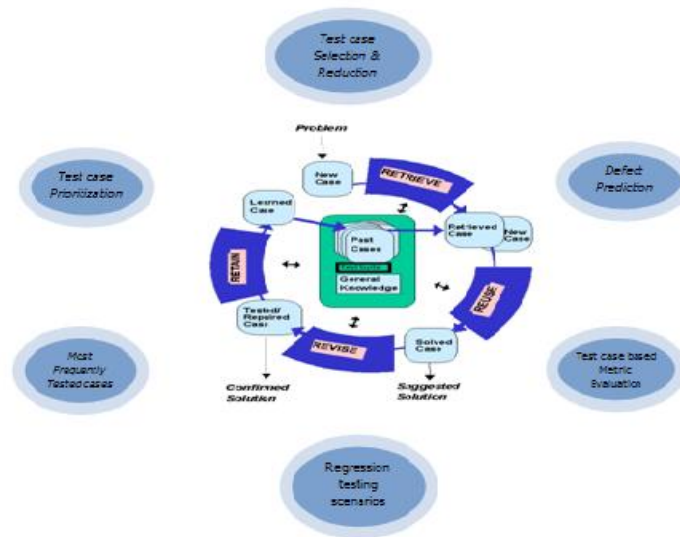 Test case
Selection &
Reduction
Problem
New
Case
RETRIEVE
Test case
Prioritization
Defect
Prediction
Learned
Case
Past
Cases
General
Knowledge
Retrieved
Case
New
Case
RETAIN
REUSE
Tested/
Repaired
Case
REVISE
Solved
Case
Confirmed
Solution
Suggested
Solution
Most
Frequently
Tested cases
Test case based
Metric
Evaluation
Regression
testing
scenarios